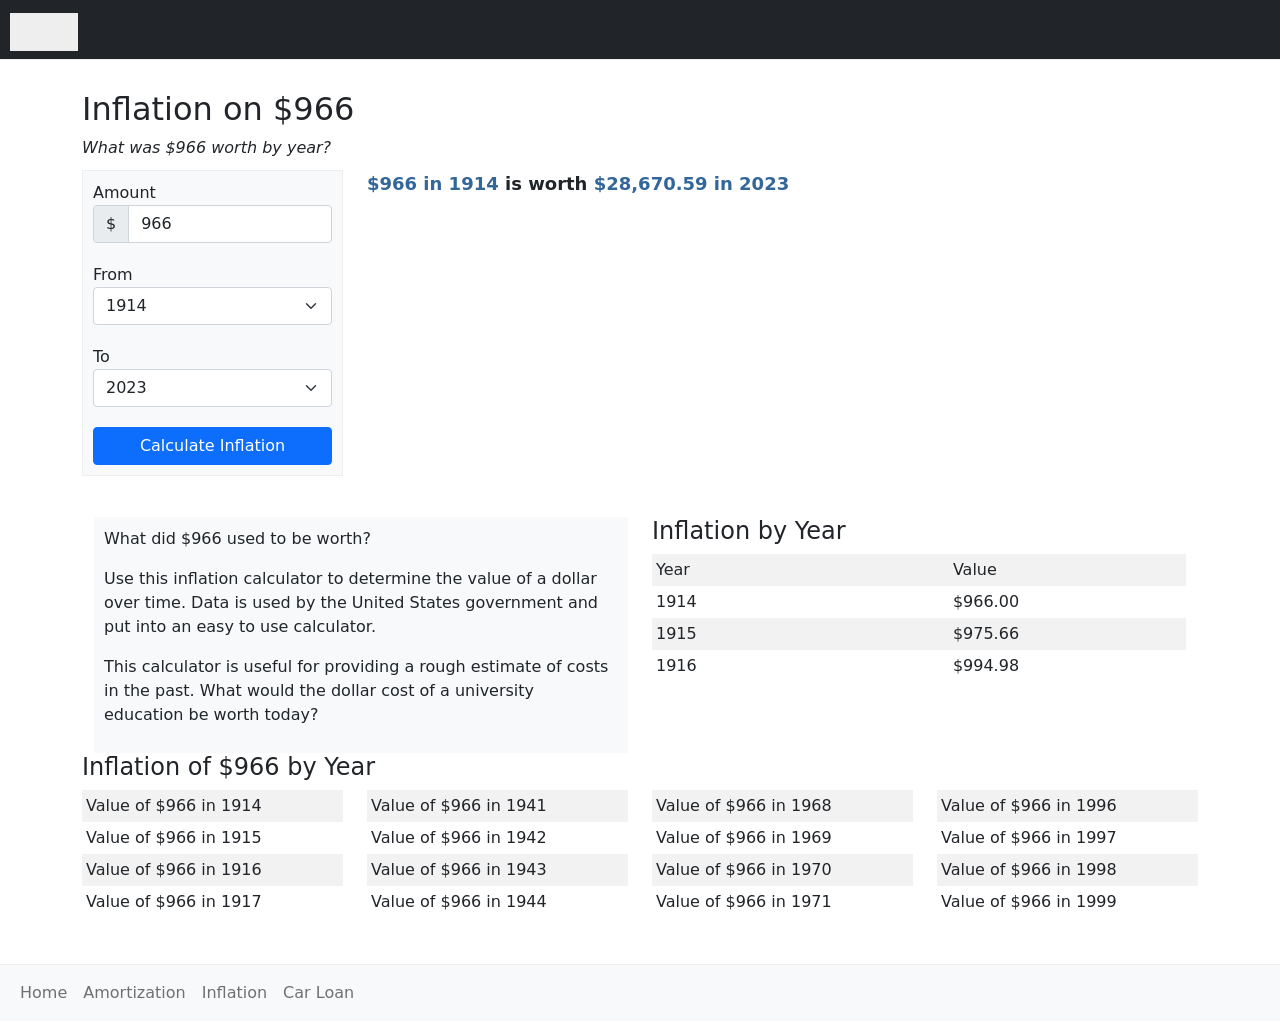 Inflation on $966
What was $966 worth by year?
Amount
$ 966
From
1914
To
2023
Calculate Inflation
$966 in 1914 is worth $28,670.59 in 2023
What did $966 used to be worth?
Use this inflation calculator to determine the value of a dollar
over time. Data is used by the United States government and
put into an easy to use calculator.
This calculator is useful for providing a rough estimate of costs
in the past. What would the dollar cost of a university
education be worth today?
Inflation by Year
Year Value
1914 $966.00
1915 $975.66
1916 $994.98
Inflation of $966 by Year
Value of $966 in 1914
Value of $966 in 1915
Value of $966 in 1916
Value of $966 in 1917
Value of $966 in 1941
Value of $966 in 1942
Value of $966 in 1943
Value of $966 in 1944
Value of $966 in 1968
Value of $966 in 1969
Value of $966 in 1970
Value of $966 in 1971
Value of $966 in 1996
Value of $966 in 1997
Value of $966 in 1998
Value of $966 in 1999
Home Amortization Inflation Car Loan